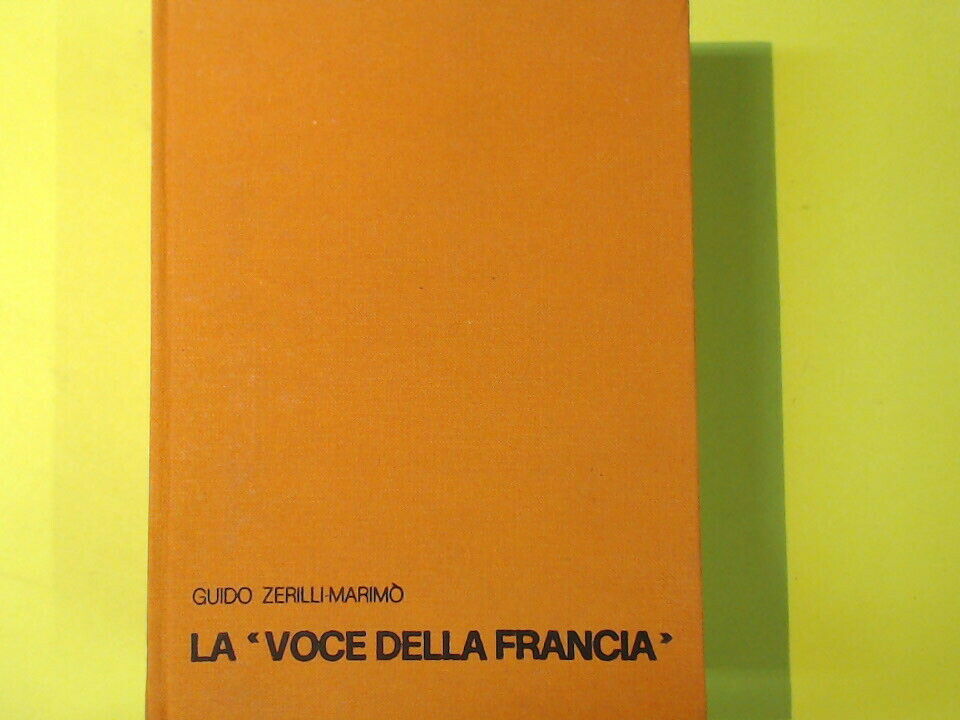 GUIDO ZERILLI-MARIMÒ
LA «VOCE DELLA FRANCIA»